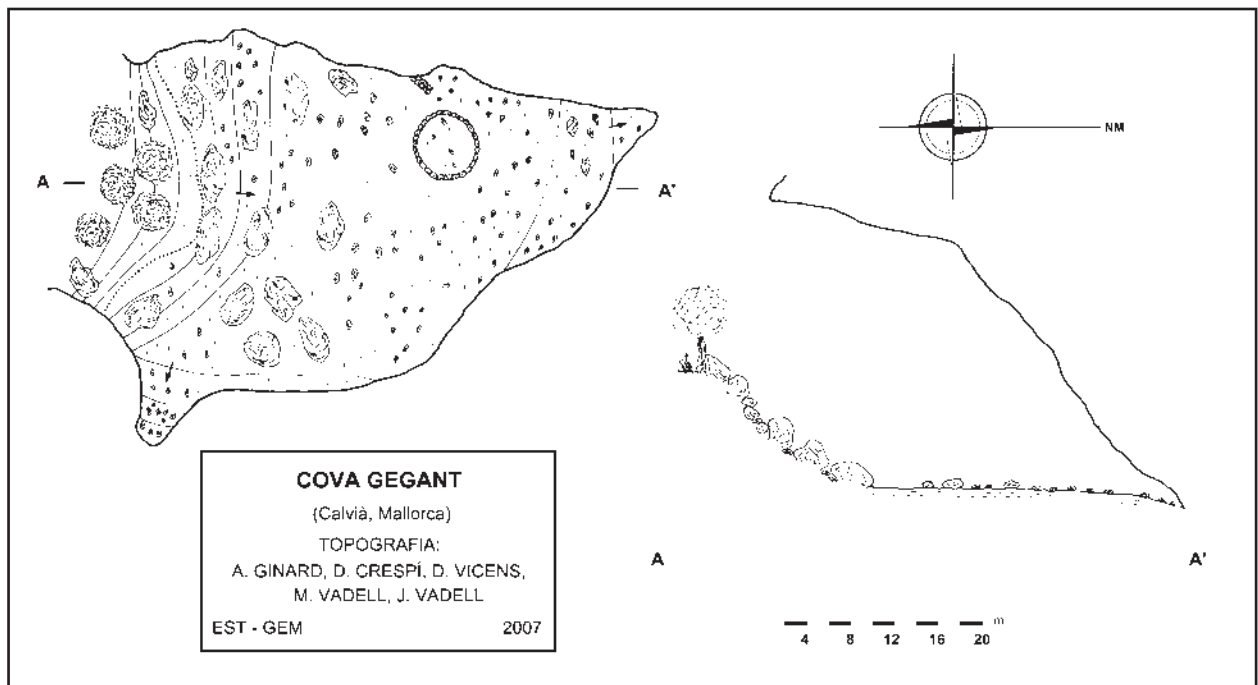 NM
A
A'
COVA GEGANT
(Calvià, Mallorca)
TOPOGRAFIA:
A. GINARD, D. CRESPÍ, D. VICENS,
M. VADELL, J. VADELL
EST - GEM 2007
A A'
m
4 8 12 16 20